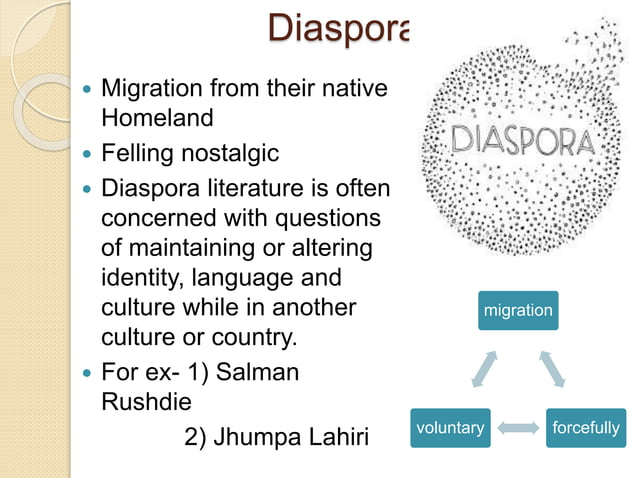 Diaspora
Migration from their native
Homeland
Felling nostalgic
Diaspora literature is often
concerned with questions
of maintaining or altering
identity, language and
culture while in another
culture or country.
For ex- 1) Salman
Rushdie
2) Jhumpa Lahiri
DIASPORA
migration
voluntary
forcefully